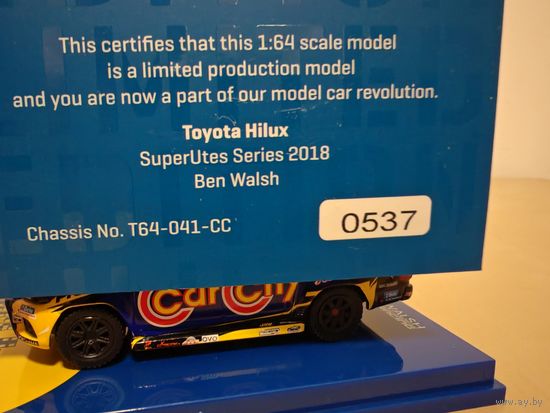 This certifies that this 1:64 scale model
is a limited production model
and you are now a part of our model car revolution.
Toyota Hilux
SuperUtes Series 2018
Ben Walsh
Chassis No. T64-041-CC
0537
CarCity
WALSH
www.ay.by